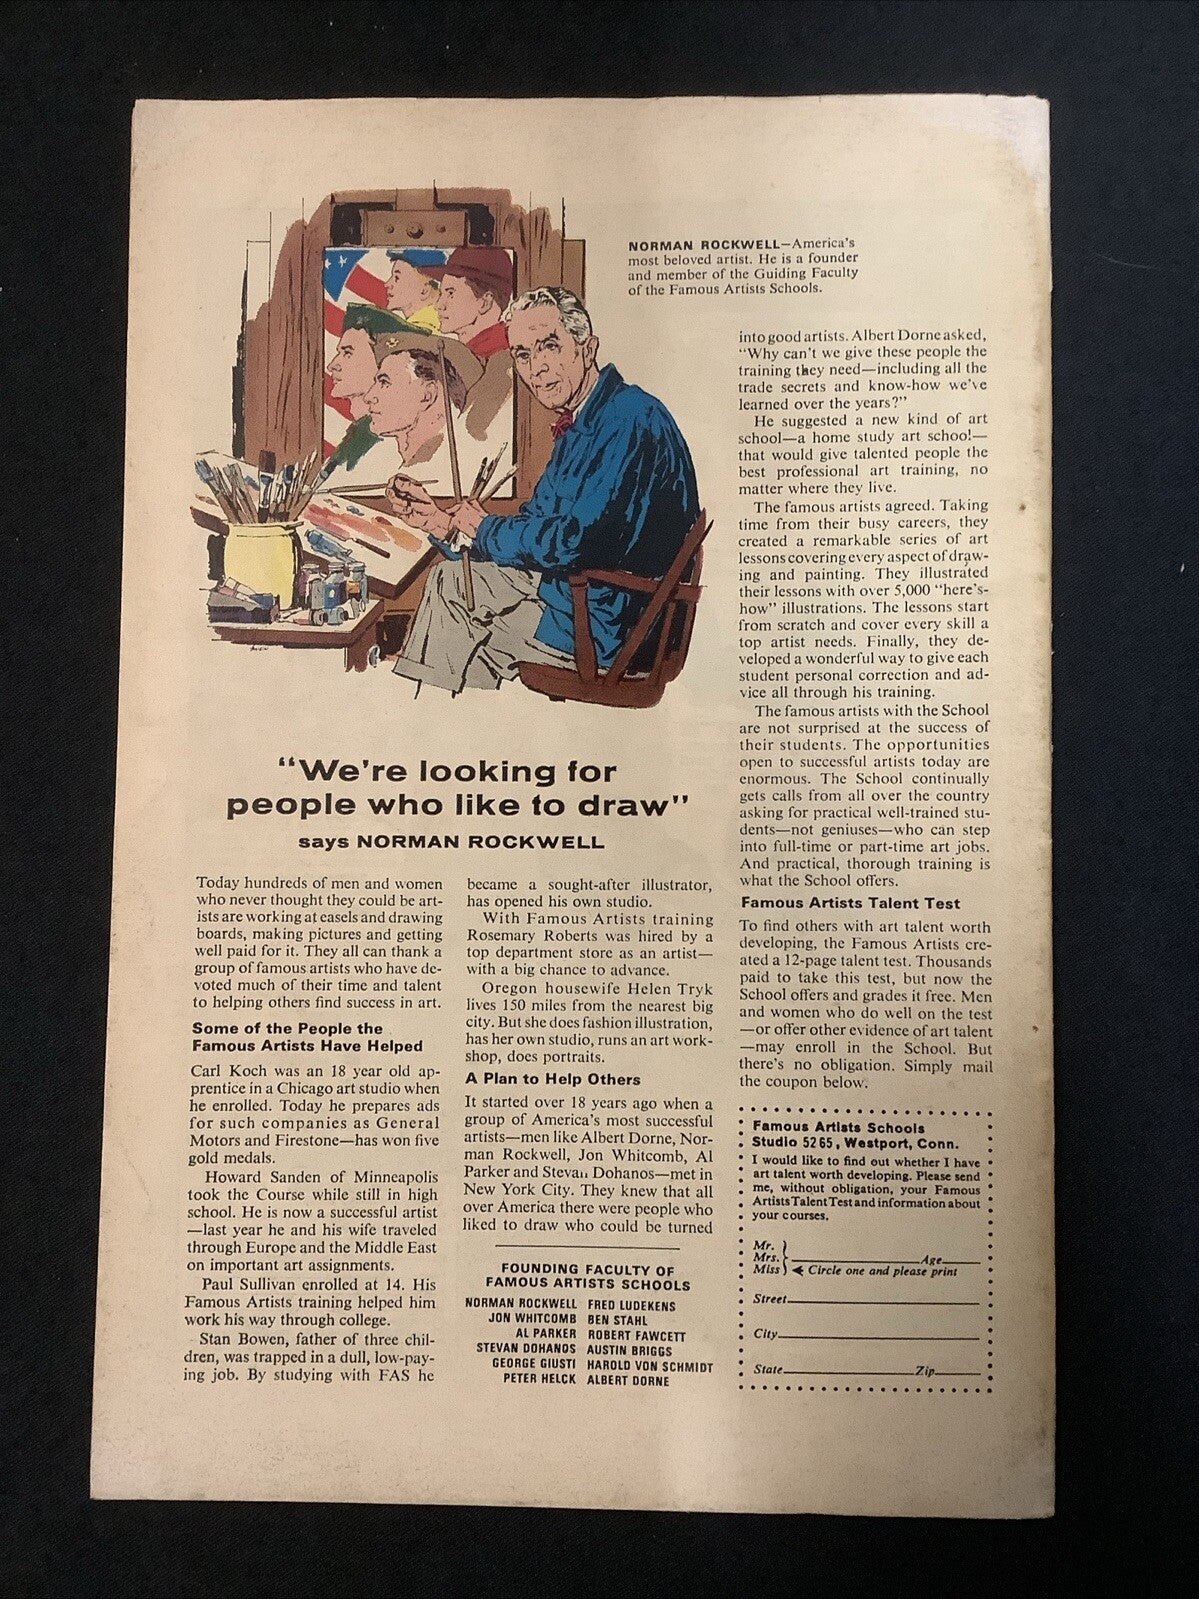 NORMAN ROCKWELL—America's
most beloved artist. He is a founder
and member of the Guiding Faculty
of the Famous Artists Schools.
"We're looking for
people who like to draw"
says NORMAN ROCKWELL
Today hundreds of men and women
who never thought they could be art-
ists are working at easels and drawing
boards, making pictures and getting
well paid for it. They all can thank a
group of famous artists who have de-
voted much of their time and talent
to helping others find success in art.
Some of the People the
Famous Artists Have Helped
Carl Koch was an 18 year old ap-
prentice in a Chicago art studio when
he enrolled. Today he prepares ads
for such companies as General
Motors and Firestone—has won five
gold medals.
Howard Sanden of Minneapolis
took the Course while still in high
school. He is now a successful artist
—last year he and his wife traveled
through Europe and the Middle East
on important art assignments.
Paul Sullivan enrolled at 14. His
Famous Artists training helped him
work his way through college.
Stan Bowen, father of three chil-
dren, was trapped in a dull, low-pay-
ing job. By studying with FAS he
became a sought-after illustrator,
has opened his own studio.
With Famous Artists training
Rosemary Roberts was hired by a
top department store as an artist—
with a big chance to advance.
Oregon housewife Helen Tryk
lives 150 miles from the nearest big
city. But she does fashion illustration,
has her own studio, runs an art work-
shop, does portraits.
A Plan to Help Others
It started over 18 years ago when a
group of America's most successful
artists—men like Albert Dorne, Nor-
man Rockwell, Jon Whitcomb, Al
Parker and Stevan Dohanos—met in
New York City. They knew that all
over America there were people who
liked to draw who could be turned
FOUNDING FACULTY OF
FAMOUS ARTISTS SCHOOLS
NORMAN ROCKWELL FRED LUDEKENS
JON WHITCOMB BEN STAHL
AL PARKER ROBERT FAWCETT
STEVAN DOHANOS AUSTIN BRIGGS
GEORGE GIUSTI HAROLD VON SCHMIDT
PETER HELCK ALBERT DORNE
into good artists. Albert Dorne asked,
"Why can't we give these people the
training they need—including all the
trade secrets and know-how we've
learned over the years?"
He suggested a new kind of art
school—a home study art school—
that would give talented people the
best professional art training, no
matter where they live.
The famous artists agreed. Taking
time from their busy careers, they
created a remarkable series of art
lessons covering every aspect of draw-
ing and painting. They illustrated
their lessons with over 5,000 "here's-
how" illustrations. The lessons start
from scratch and cover every skill a
top artist needs. Finally, they de-
veloped a wonderful way to give each
student personal correction and ad-
vice all through his training.
The famous artists with the School
are not surprised at the success of
their students. The opportunities
open to successful artists today are
enormous. The School continually
gets calls from all over the country
asking for practical well-trained stu-
dents—not geniuses—who can step
into full-time or part-time art jobs.
And practical, thorough training is
what the School offers.
Famous Artists Talent Test
To find others with art talent worth
developing, the Famous Artists cre-
ated a 12-page talent test. Thousands
paid to take this test, but now the
School offers and grades it free. Men
and women who do well on the test
—or offer other evidence of art talent
—may enroll in the School. But
there's no obligation. Simply mail
the coupon below.
Famous Artists Schools
Studio 5265, Westport, Conn.
I would like to find out whether I have
art talent worth developing. Please send
me, without obligation, your Famous
Artists Talent Test and information about
your courses.
Mr.
Mrs. Age
Miss Circle one and please print
Street
City
State Zip